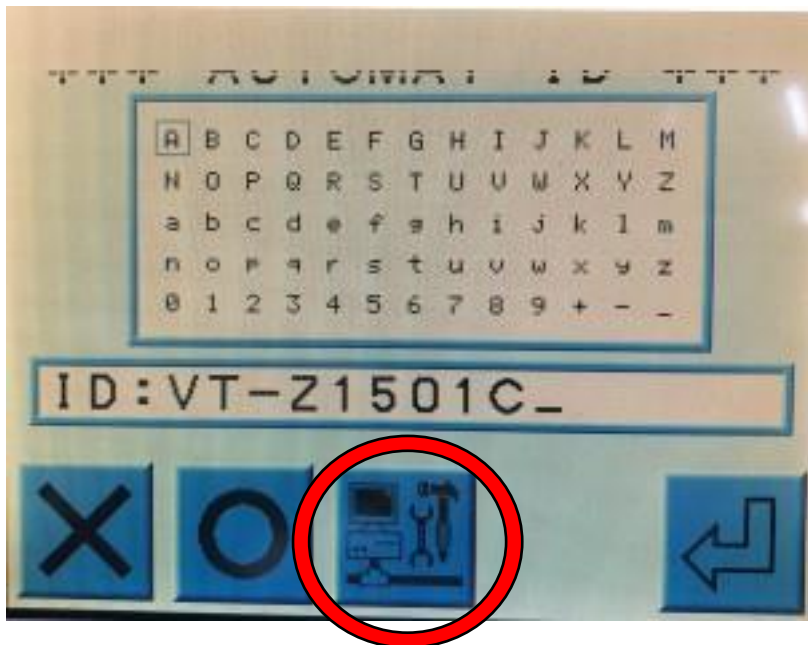 +++ AUTOMAT ID +++
A B C D E F G H I J K L M
N O P Q R S T U V W X Y Z
a b c d e f g h i j k l m
n o p q r s t u v w x y z
0 1 2 3 4 5 6 7 8 9 + - _
ID:VT-Z1501C_